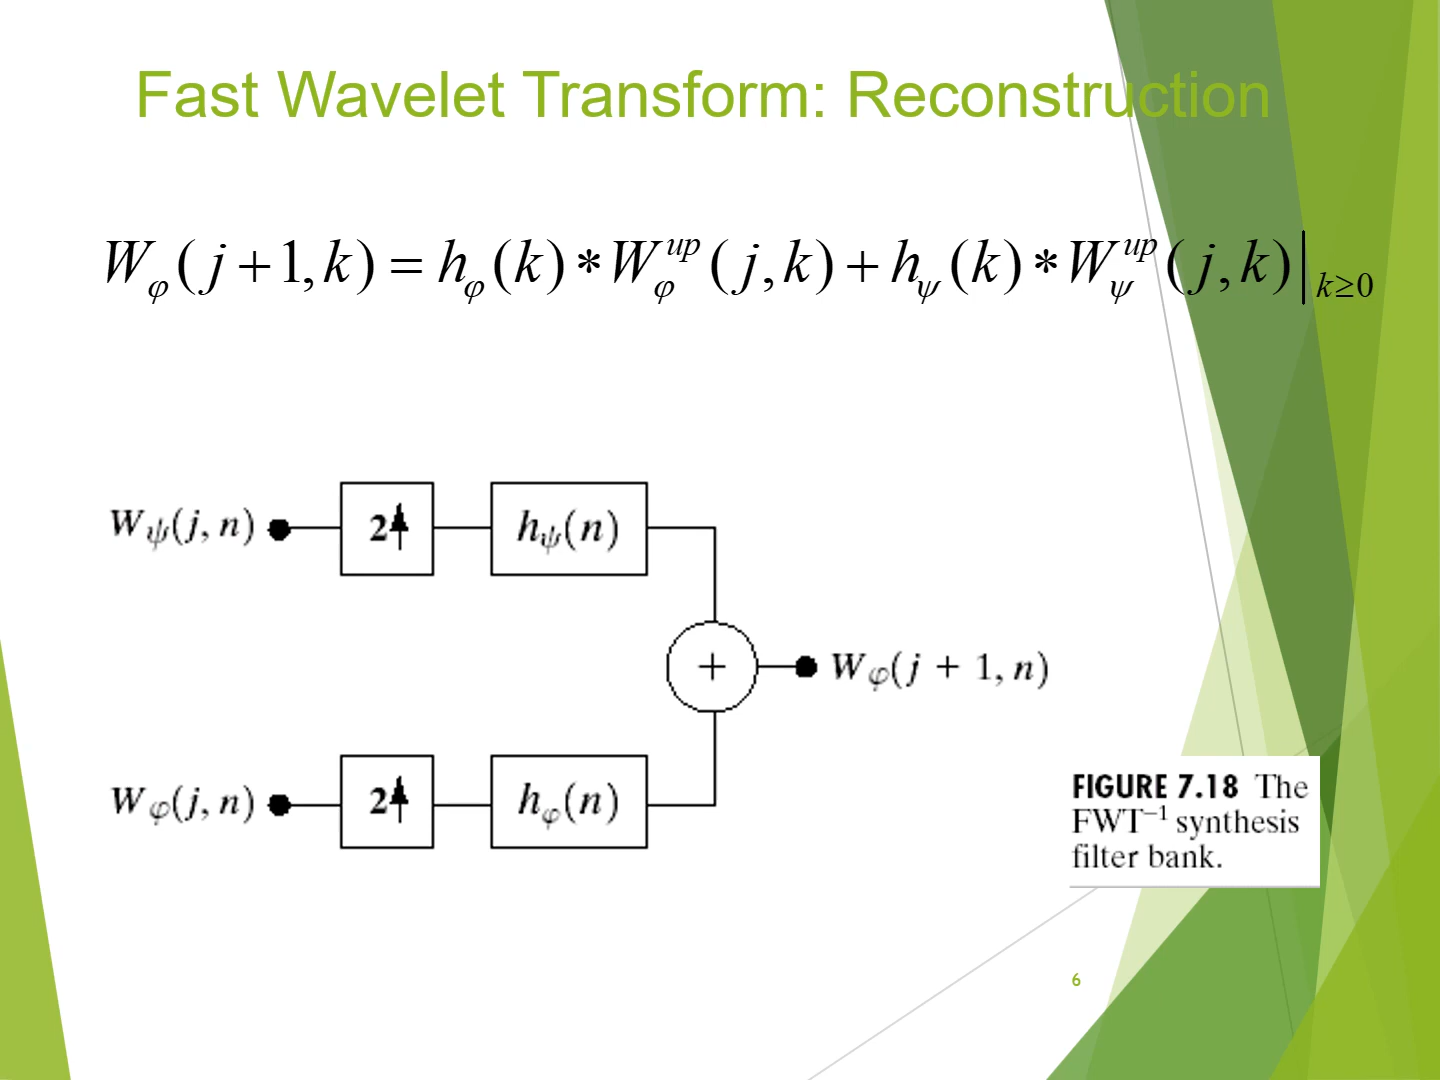 Fast Wavelet Transform: Reconstruction
W_φ(j+1,k) = h_φ(k)*W_φ^up(j,k)+h_ψ(k)*W_ψ^up(j,k)|_k≥0
W_ψ(j, n)
2↑
h_ψ(n)
+
W_φ(j + 1, n)
W_φ(j, n)
2↑
h_φ(n)
FIGURE 7.18 The
FWT⁻¹ synthesis
filter bank.
6